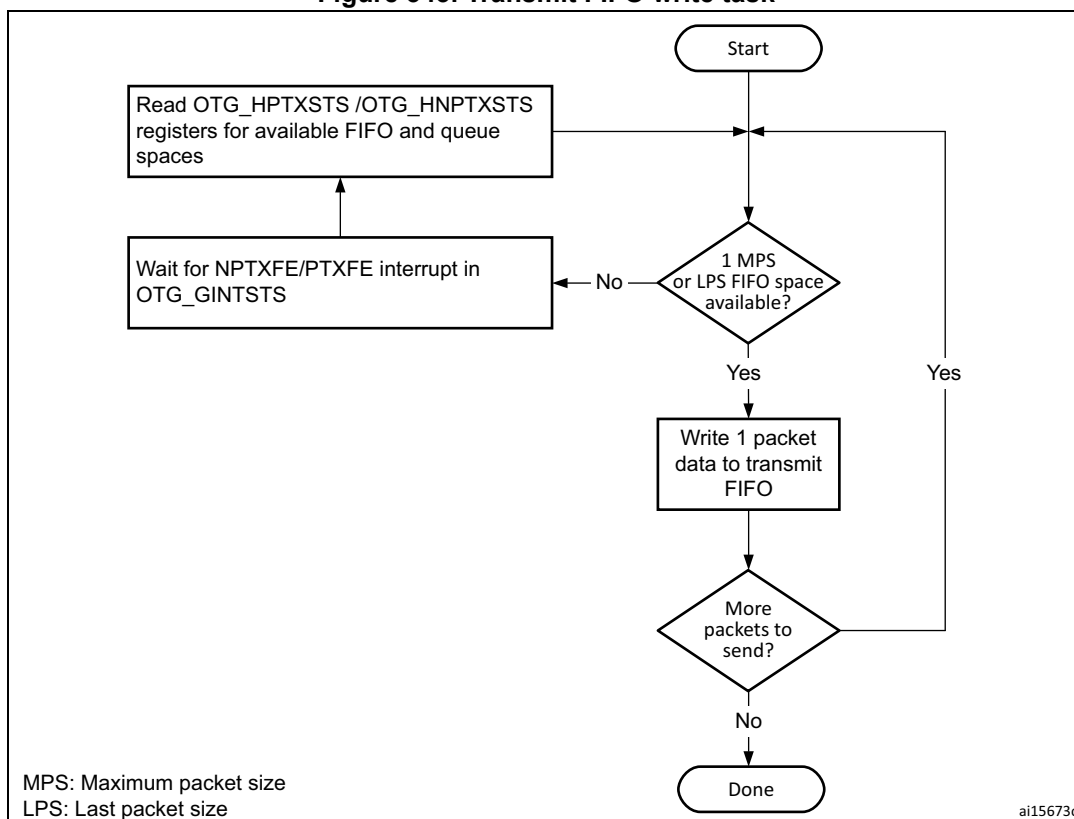 Start
Read OTG_HPTXSTS /OTG_HNPTXSTS
registers for available FIFO and queue
spaces
1 MPS
or LPS FIFO space
available?
Wait for NPTXFE/PTXFE interrupt in
OTG_GINTSTS
No
Yes
Yes
Write 1 packet
data to transmit
FIFO
More
packets to
send?
No
Done
MPS: Maximum packet size
LPS: Last packet size